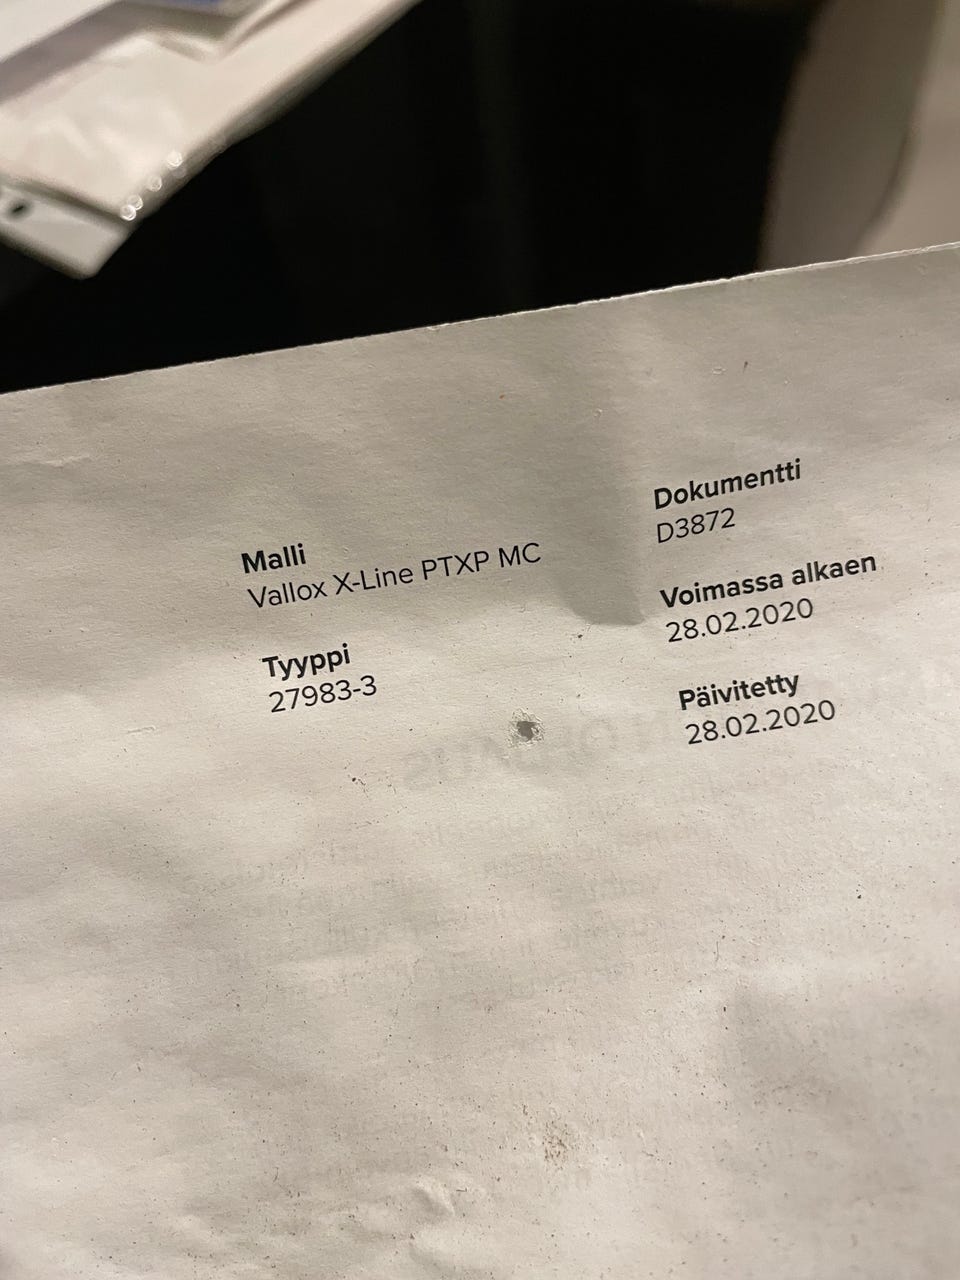 Malli
Vallox X-Line PTXP MC
Tyyppi
27983-3
Dokumentti
D3872
Voimassa alkaen
28.02.2020
Päivitetty
28.02.2020